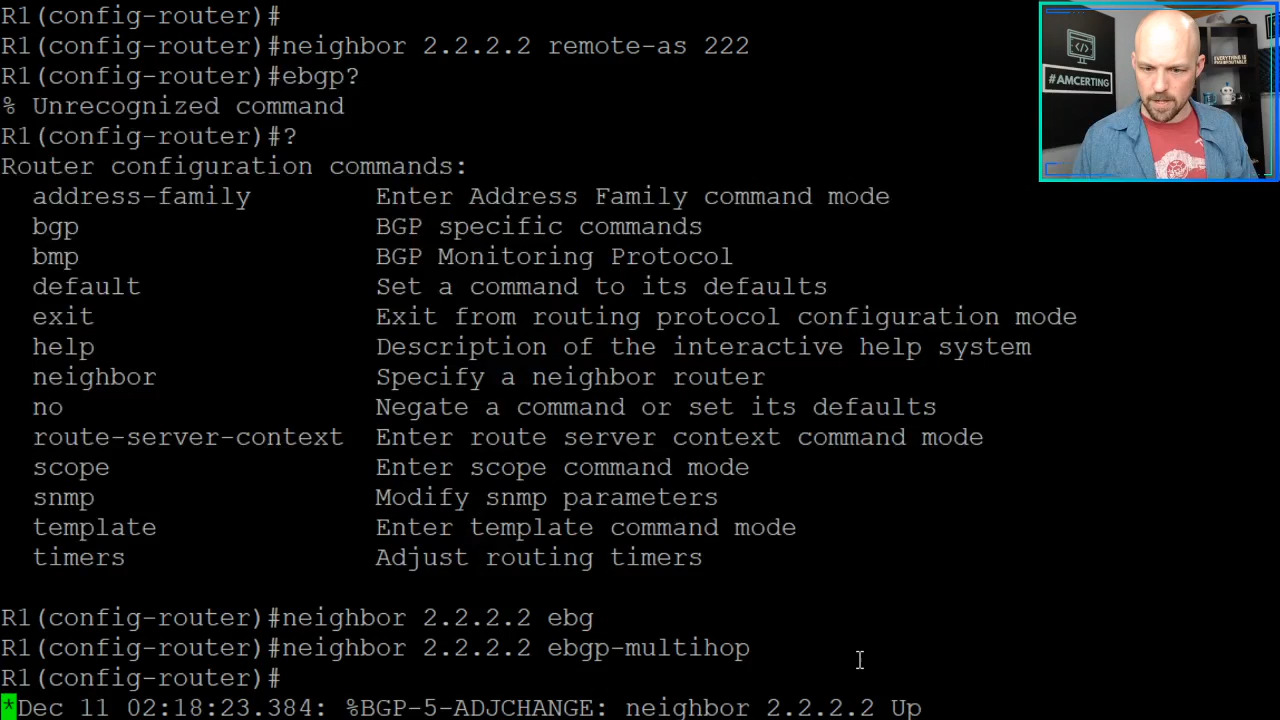 R1(config-router)#
R1(config-router)#neighbor 2.2.2.2 remote-as 222
R1(config-router)#ebgp?
% Unrecognized command
R1(config-router)#?
Router configuration commands:
  address-family        Enter Address Family command mode
  bgp                   BGP specific commands
  bmp                   BGP Monitoring Protocol
  default               Set a command to its defaults
  exit                  Exit from routing protocol configuration mode
  help                  Description of the interactive help system
  neighbor              Specify a neighbor router
  no                    Negate a command or set its defaults
  route-server-context  Enter route server context command mode
  scope                 Enter scope command mode
  snmp                  Modify snmp parameters
  template              Enter template command mode
  timers                Adjust routing timers
R1(config-router)#neighbor 2.2.2.2 ebg
R1(config-router)#neighbor 2.2.2.2 ebgp-multihop
R1(config-router)#
*Dec 11 02:18:23.384: %BGP-5-ADJCHANGE: neighbor 2.2.2.2 Up
#AMCERTING